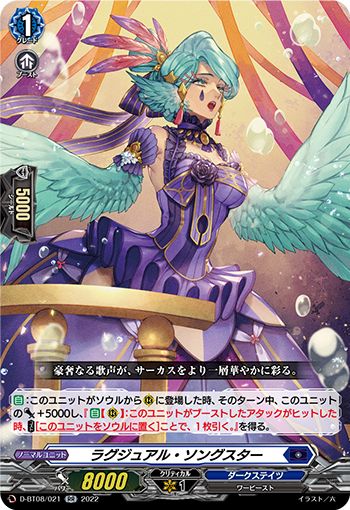 1
グレード
ブースト
シールド
5000
豪奢なる歌声が、サーカスをより一層華やかに彩る。
自:このユニットがソウルからRに登場した時、そのターン中、このユニット
の+5000し、『自【R】:このユニットがブーストしたアタックがヒットした
時、【コスト】[このユニットをソウルに置く]ことで、1枚引く。』を得る。
ノーマルユニット
ラグジュアル・ソングスター
D-BT08/021 RR 2022
パワー
8000
クリティカル
1
ダークステイツ
ワービースト
イラスト/六